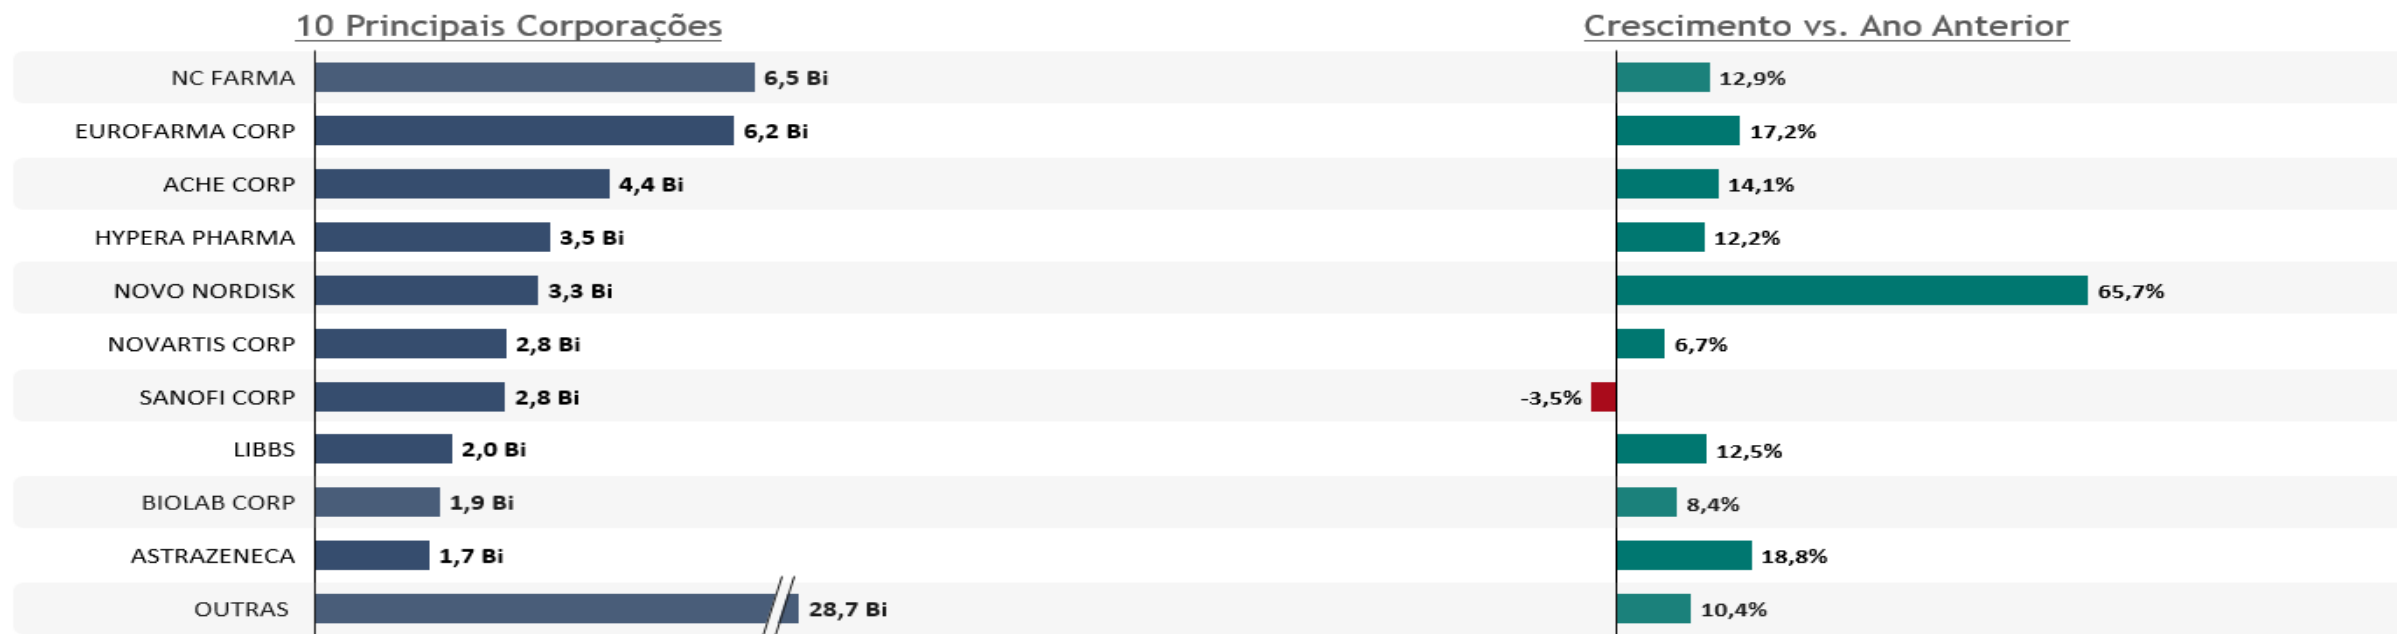 10 Principais Corporações Crescimento vs. Ano Anterior
NC FARMA 6,5 Bi 12,9%
EUROFARMA CORP 6,2 Bi 17,2%
ACHE CORP 4,4 Bi 14,1%
HYPERA PHARMA 3,5 Bi 12,2%
NOVO NORDISK 3,3 Bi 65,7%
NOVARTIS CORP 2,8 Bi 6,7%
SANOFI CORP 2,8 Bi -3,5%
LIBBS 2,0 Bi 12,5%
BIOLAB CORP 1,9 Bi 8,4%
ASTRAZENECA 1,7 Bi 18,8%
OUTRAS 28,7 Bi 10,4%